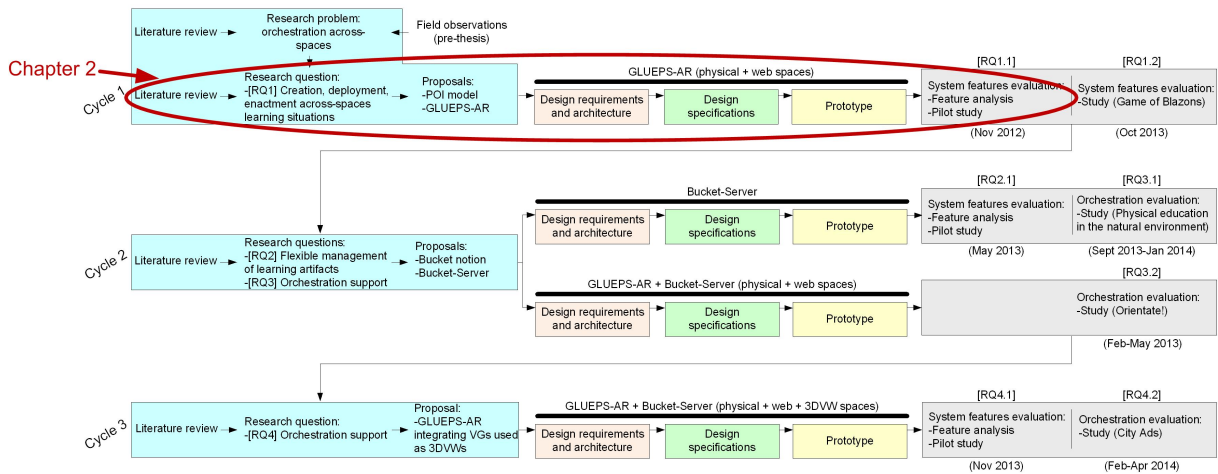 Literature review
Research problem:
orchestration across-
spaces
Field observations
(pre-thesis)
Chapter 2
Cycle 1
Literature review
Research question:
-[RQ1] Creation, deployment,
enactment across-spaces
learning situations
Proposals:
-POI model
-GLUEPS-AR
GLUEPS-AR (physical + web spaces)
Design requirements
and architecture
Design
specifications
Prototype
[RQ1.1]
System features evaluation:
-Feature analysis
-Pilot study
(Nov 2012)
[RQ1.2]
System features evaluation:
-Study (Game of Blazons)
(Oct 2013)
Cycle 2
Literature review
Research questions:
-[RQ2] Flexible management
of learning artifacts
-[RQ3] Orchestration support
Proposals:
-Bucket notion
-Bucket-Server
Bucket-Server
Design requirements
and architecture
Design
specifications
Prototype
[RQ2.1]
System features evaluation:
-Feature analysis
-Pilot study
(May 2013)
[RQ3.1]
Orchestration evaluation:
-Study (Physical education
in the natural environment)
(Sept 2013-Jan 2014)
GLUEPS-AR + Bucket-Server (physical + web spaces)
Design requirements
and architecture
Design
specifications
Prototype
[RQ3.2]
Orchestration evaluation:
-Study (Orientate!)
(Feb-May 2013)
Cycle 3
Literature review
Research question:
-[RQ4] Orchestration support
Proposal:
-GLUEPS-AR
integrating VGs used
as 3DVWs
GLUEPS-AR + Bucket-Server (physical + web + 3DVW spaces)
Design requirements
and architecture
Design
specifications
Prototype
[RQ4.1]
System features evaluation:
-Feature analysis
-Pilot study
(Nov 2013)
[RQ4.2]
Orchestration evaluation:
-Study (City Ads)
(Feb-Apr 2014)